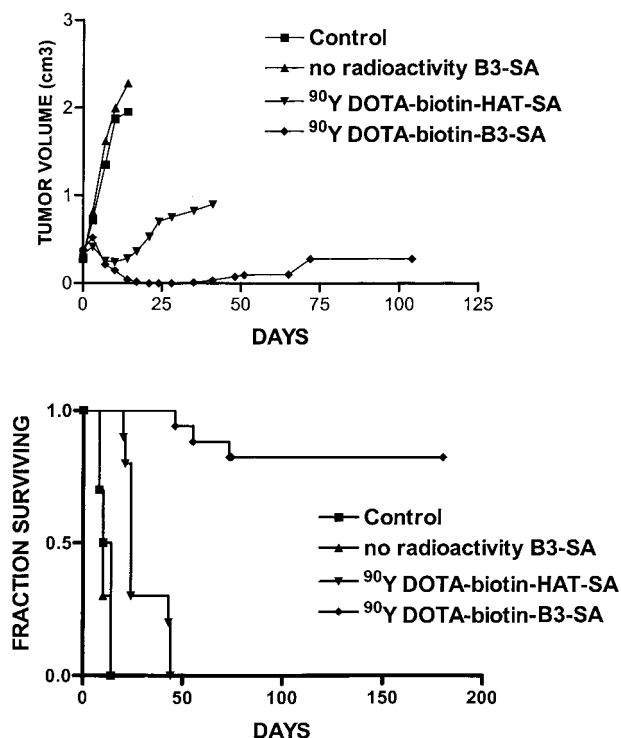 3
2
1
0
TUMOR VOLUME (cm3)
0 25 50 75 100 125
DAYS
Control
no radioactivity B3-SA
⁹⁰Y DOTA-biotin-HAT-SA
⁹⁰Y DOTA-biotin-B3-SA
1.0
0.5
0.0
FRACTION SURVIVING
0 50 100 150 200
DAYS
Control
no radioactivity B3-SA
⁹⁰Y DOTA-biotin-HAT-SA
⁹⁰Y DOTA-biotin-B3-SA